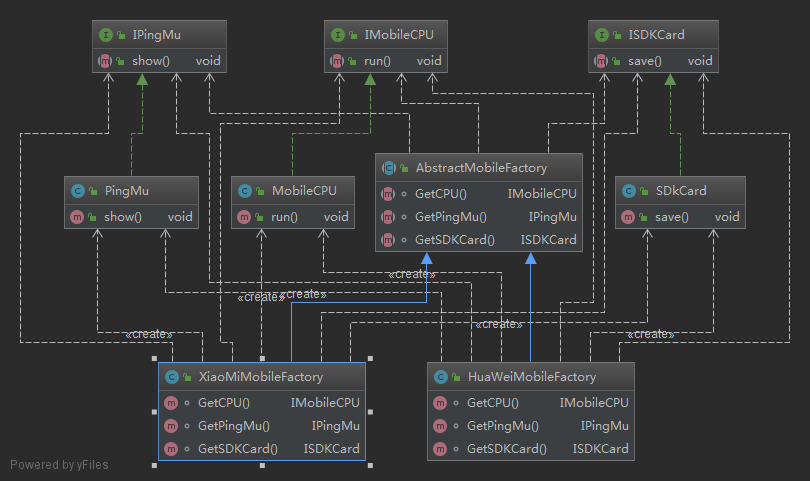 IPingMu
show() void
IMobileCPU
run() void
ISDKCard
save() void
PingMu
show() void
MobileCPU
run() void
AbstractMobileFactory
GetCPU() IMobileCPU
GetPingMu() IPingMu
GetSDKCard() ISDKCard
SDkCard
save() void
«create»
«create»
«create»
«create»
«create»
«create»
XiaoMiMobileFactory
GetCPU() IMobileCPU
GetPingMu() IPingMu
GetSDKCard() ISDKCard
HuaWeiMobileFactory
GetCPU() IMobileCPU
GetPingMu() IPingMu
GetSDKCard() ISDKCard
Powered by yFiles